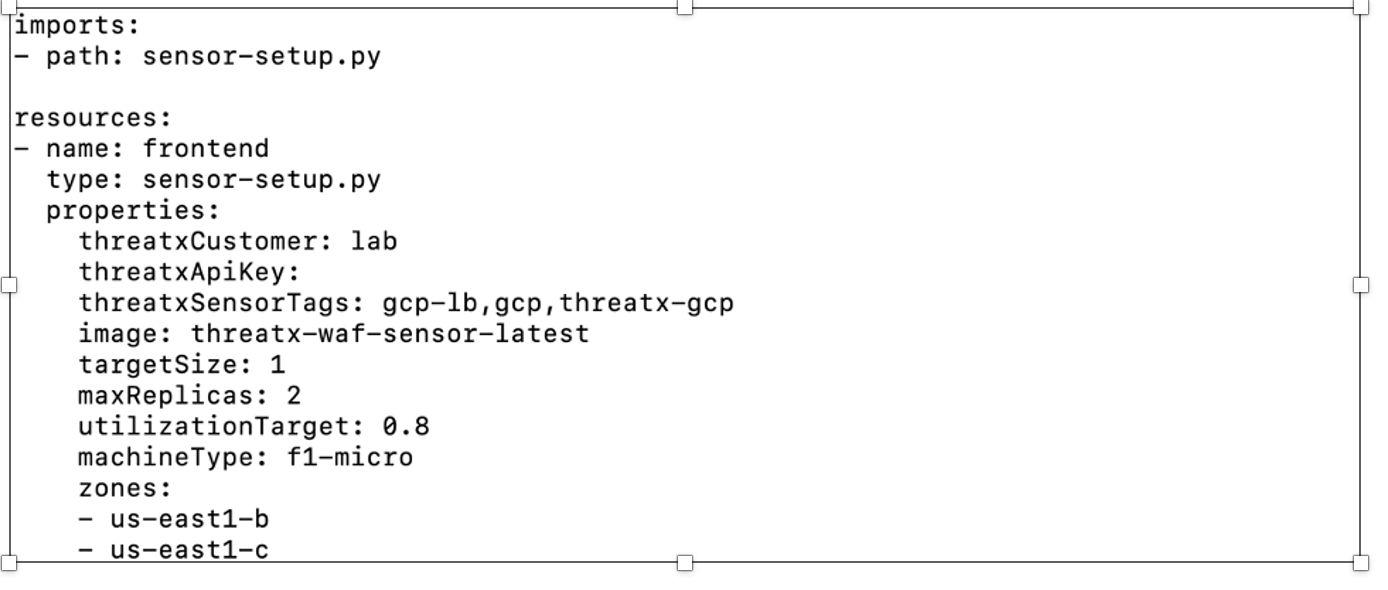 imports:
- path: sensor-setup.py

resources:
- name: frontend
  type: sensor-setup.py
  properties:
    threatxCustomer: lab
    threatxApiKey:
    threatxSensorTags: gcp-lb,gcp,threatx-gcp
    image: threatx-waf-sensor-latest
    targetSize: 1
    maxReplicas: 2
    utilizationTarget: 0.8
    machineType: f1-micro
    zones:
    - us-east1-b
    - us-east1-c